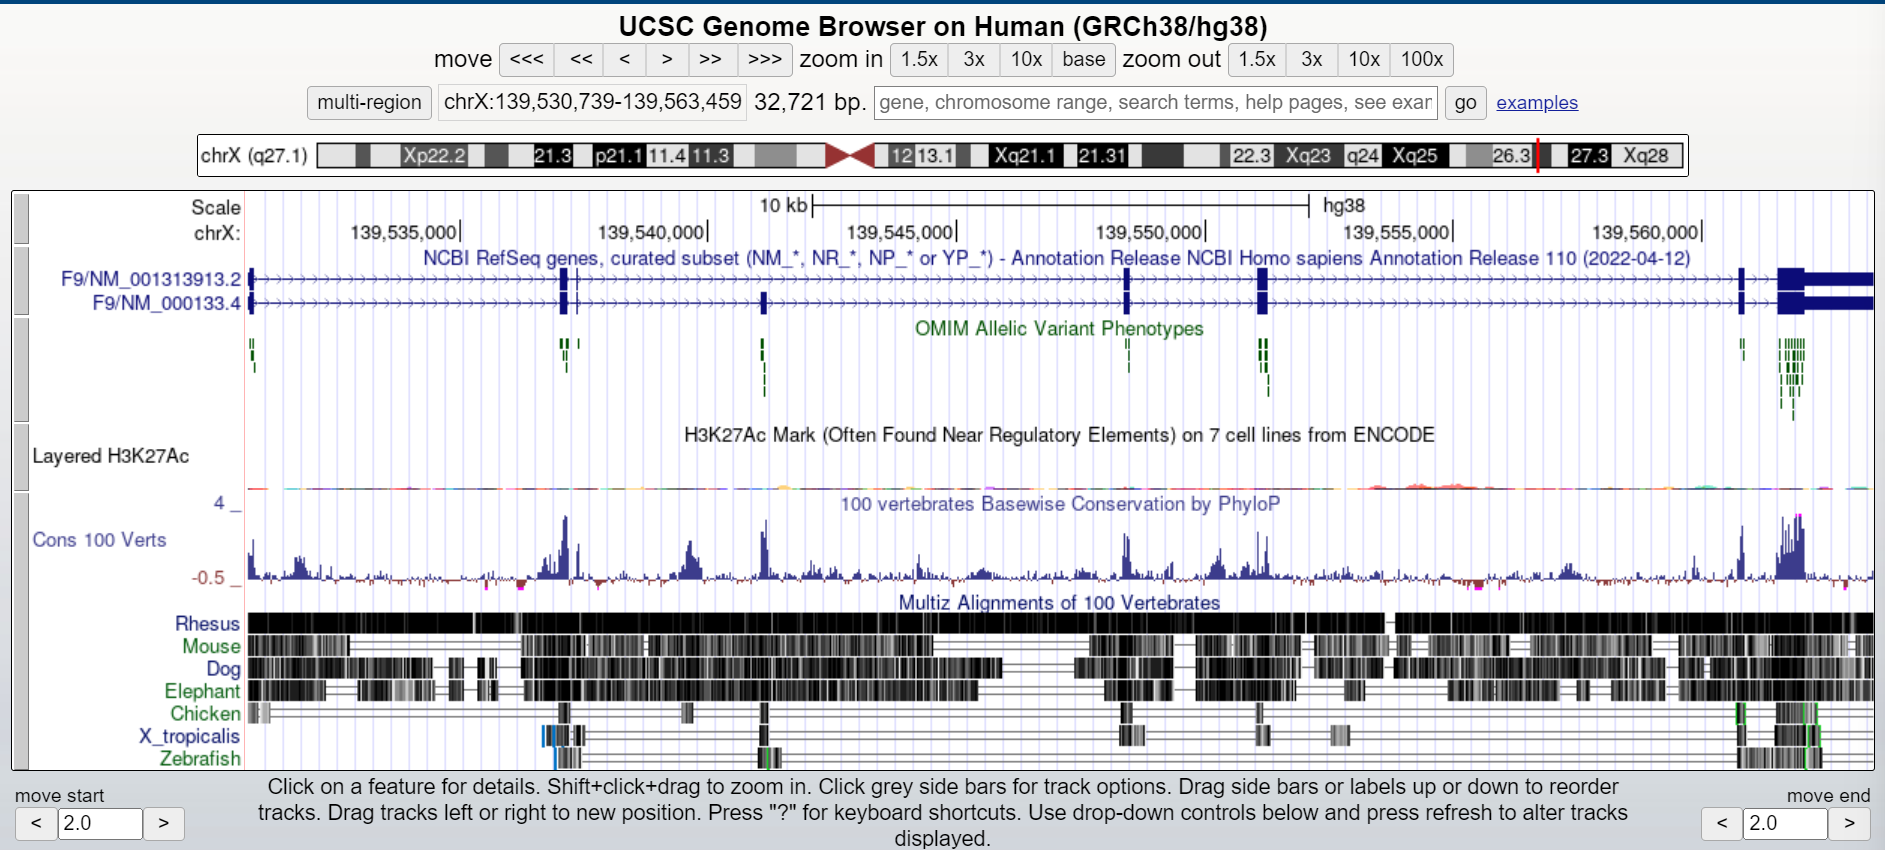 UCSC Genome Browser on Human (GRCh38/hg38)
move <<< << < > >> >>> zoom in 1.5x 3x 10x base zoom out 1.5x 3x 10x 100x
multi-region chrX:139,530,739-139,563,459 32,721 bp. gene, chromosome range, search terms, help pages, see exar go examples
chrX (q27.1) Xp22.2 21.3 p21.1 11.4 11.3 12 13.1 Xq21.1 21.31 22.3 Xq23 q24 Xq25 26.3 27.3 Xq28
Scale 10 kb hg38
chrX: 139,535,000 139,540,000 139,545,000 139,550,000 139,555,000 139,560,000
NCBI RefSeq genes, curated subset (NM_*, NR_*, NP_* or YP_*) - Annotation Release NCBI Homo sapiens Annotation Release 110 (2022-04-12)
F9/NM_001313913.2
F9/NM_000133.4
OMIM Allelic Variant Phenotypes
H3K27Ac Mark (Often Found Near Regulatory Elements) on 7 cell lines from ENCODE
Layered H3K27Ac
4 _ 100 vertebrates Basewise Conservation by PhyloP
Cons 100 Verts
-0.5 _
Multiz Alignments of 100 Vertebrates
Rhesus
Mouse
Dog
Elephant
Chicken
X_tropicalis
Zebrafish
Click on a feature for details. Shift+click+drag to zoom in. Click grey side bars for track options. Drag side bars or labels up or down to reorder
tracks. Drag tracks left or right to new position. Press "?" for keyboard shortcuts. Use drop-down controls below and press refresh to alter tracks
displayed.
move start
< 2.0 >
move end
< 2.0 >